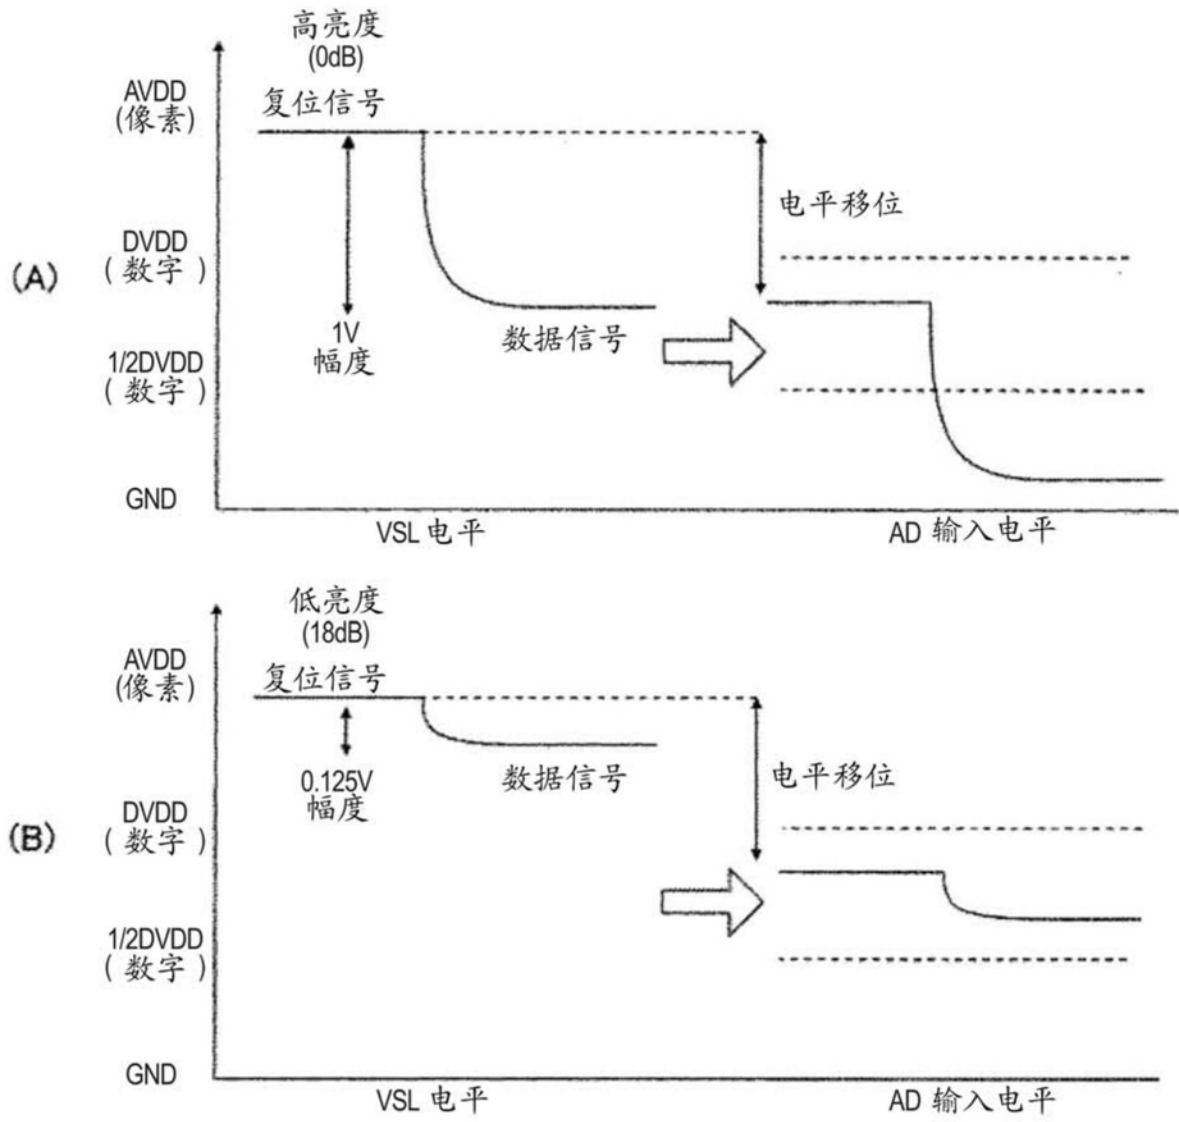 高亮度
(0dB)
AVDD
(像素)
复位信号
电平移位
DVDD
(数字)
(A)
1V
幅度
数据信号
1/2DVDD
(数字)
GND
VSL 电平
AD 输入电平
低亮度
(18dB)
AVDD
(像素)
复位信号
0.125V
幅度
数据信号
电平移位
DVDD
(数字)
(B)
1/2DVDD
(数字)
GND
VSL 电平
AD 输入电平